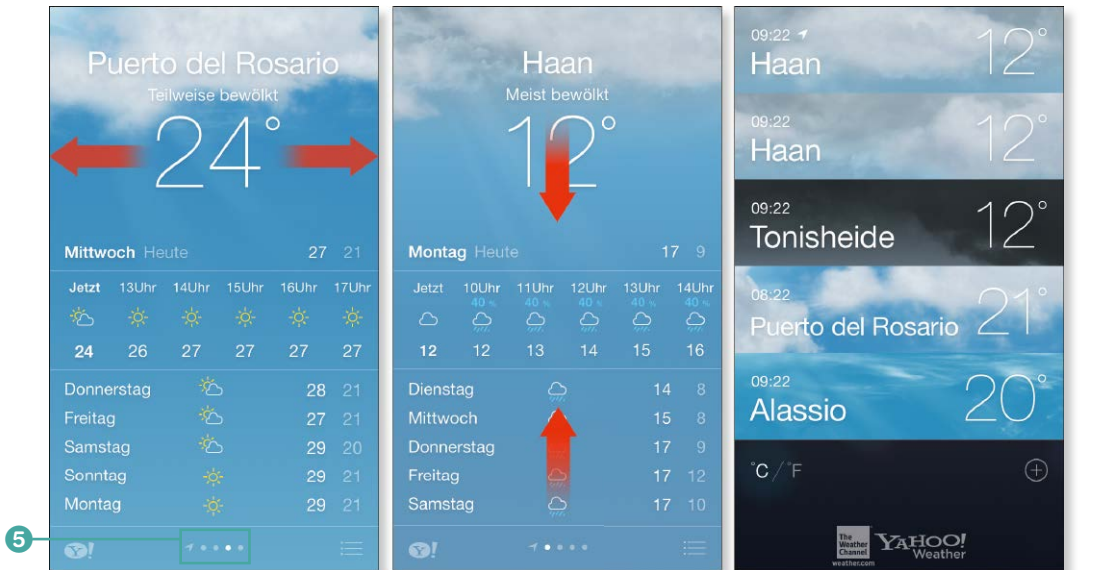 Puerto del Rosario
Teilweise bewölkt
24°
Mittwoch Heute 27 21
Jetzt 13Uhr 14Uhr 15Uhr 16Uhr 17Uhr
24 26 27 27 27 27
Donnerstag 28 21
Freitag 27 21
Samstag 29 20
Sonntag 29 21
Montag 29 21
5
Y!
Haan
Meist bewölkt
12°
Montag Heute 17 9
Jetzt 10Uhr 11Uhr 12Uhr 13Uhr 14Uhr
40 % 40 % 40 % 40 % 40 %
12 12 13 14 15 16
Dienstag 14 8
Mittwoch 15 8
Donnerstag 17 9
Freitag 17 12
Samstag 17 10
Y!
09:22
Haan 12°
09:22
Haan 12°
09:22
Tonisheide 12°
08:22
Puerto del Rosario 21°
09:22
Alassio 20°
°C / °F
The Weather Channel
weather.com
YAHOO!
Weather